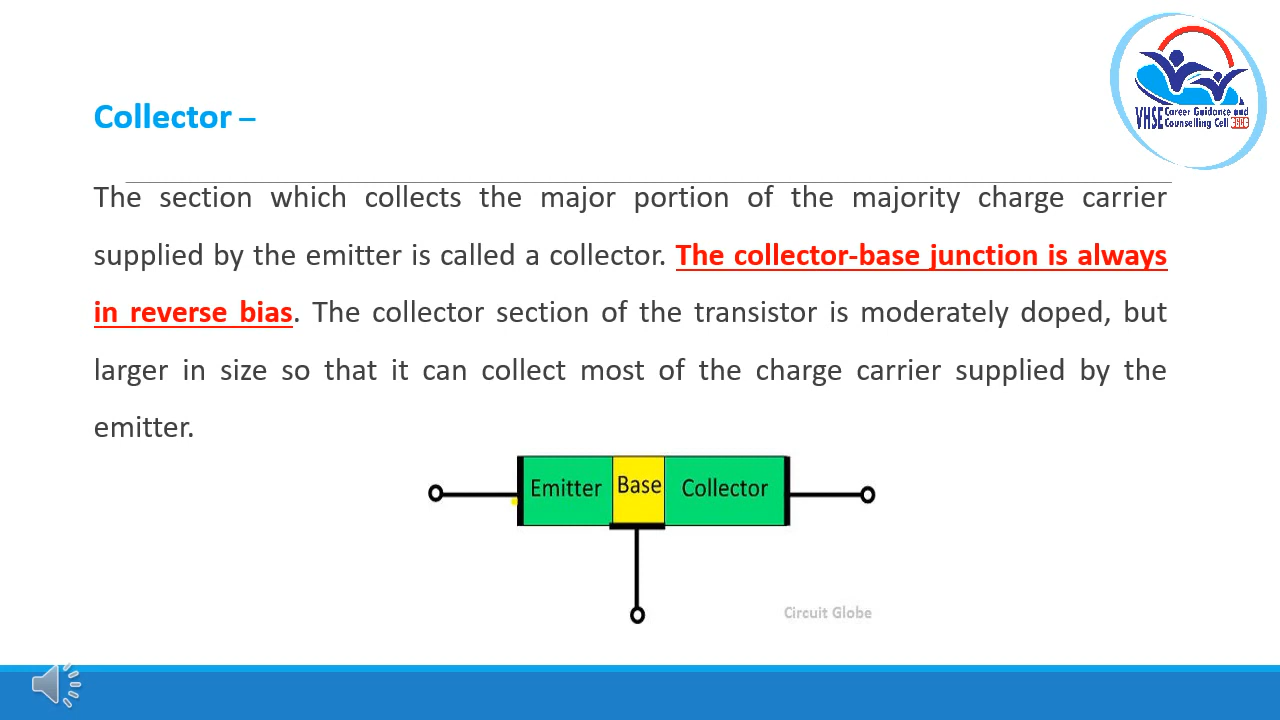 VHSE Career Guidance and
Counselling Cell
Collector –
The section which collects the major portion of the majority charge carrier
supplied by the emitter is called a collector. The collector-base junction is always
in reverse bias. The collector section of the transistor is moderately doped, but
larger in size so that it can collect most of the charge carrier supplied by the
emitter.
Emitter Base Collector
Circuit Globe